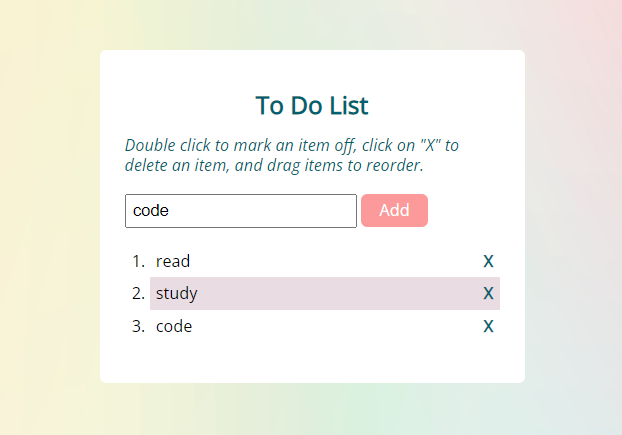 To Do List
Double click to mark an item off, click on "X" to
delete an item, and drag items to reorder.
code Add
1. read X
2. study X
3. code X